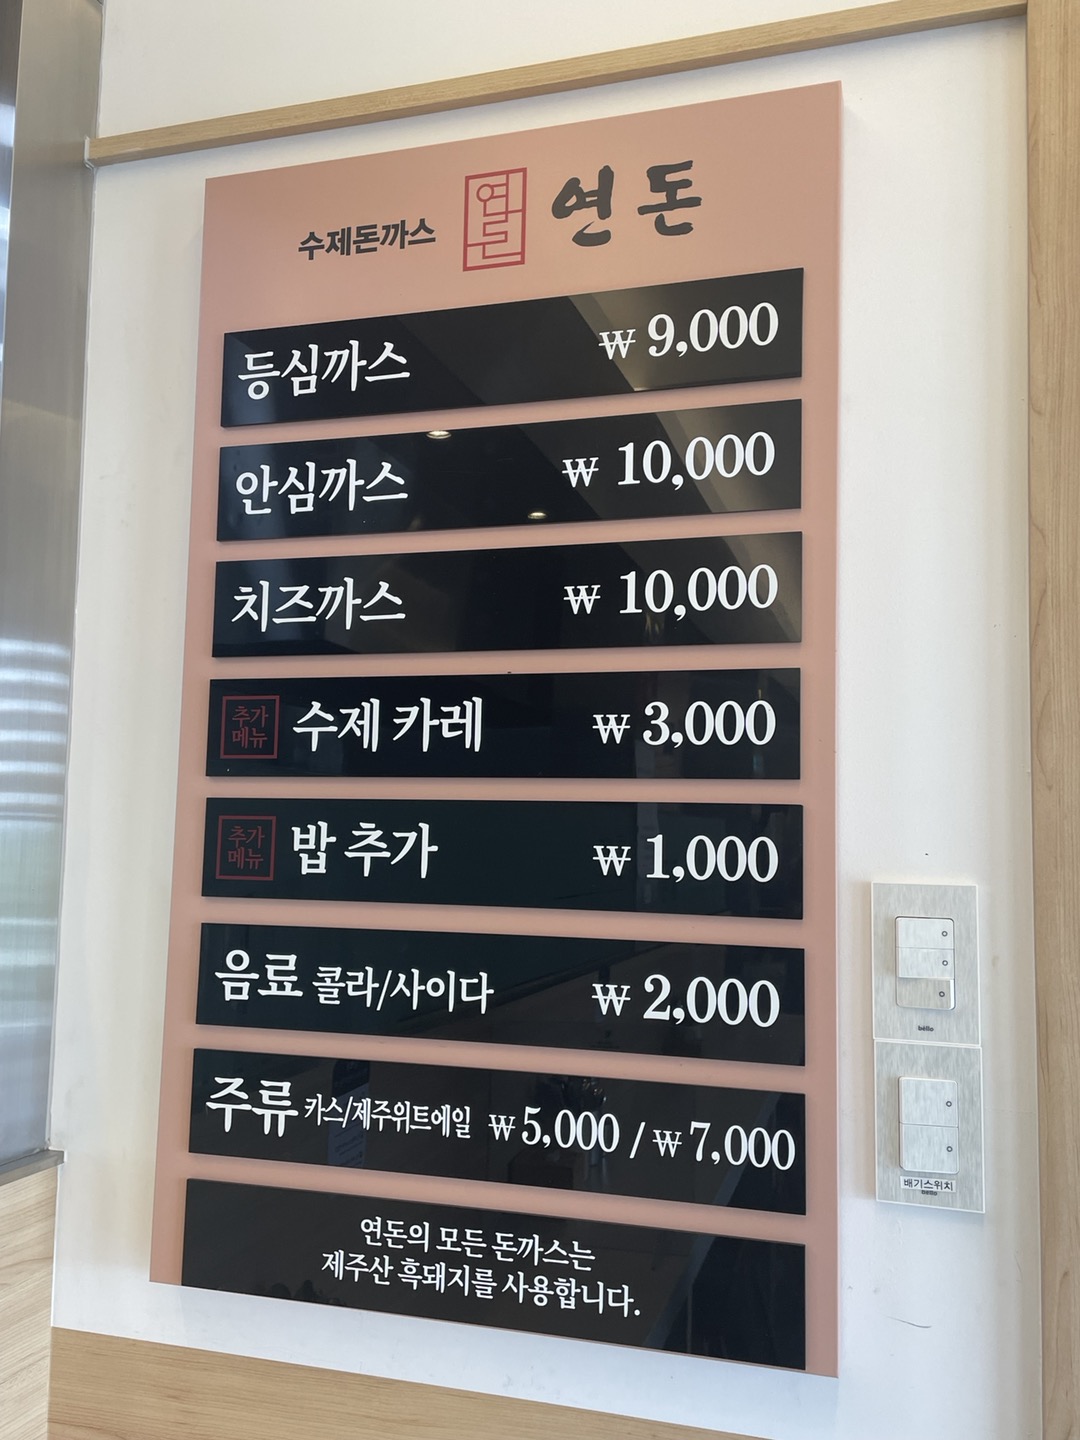 수제돈까스 연돈 연돈
등심까스 ₩ 9,000
안심까스 ₩ 10,000
치즈까스 ₩ 10,000
추가
메뉴
수제 카레 ₩ 3,000
추가
메뉴
밥 추가 ₩ 1,000
음료 콜라/사이다 ₩ 2,000
주류 카스/제주위트에일 ₩ 5,000 / ₩ 7,000
연돈의 모든 돈까스는
제주산 흑돼지를 사용합니다.
bello
배기스위치
bello